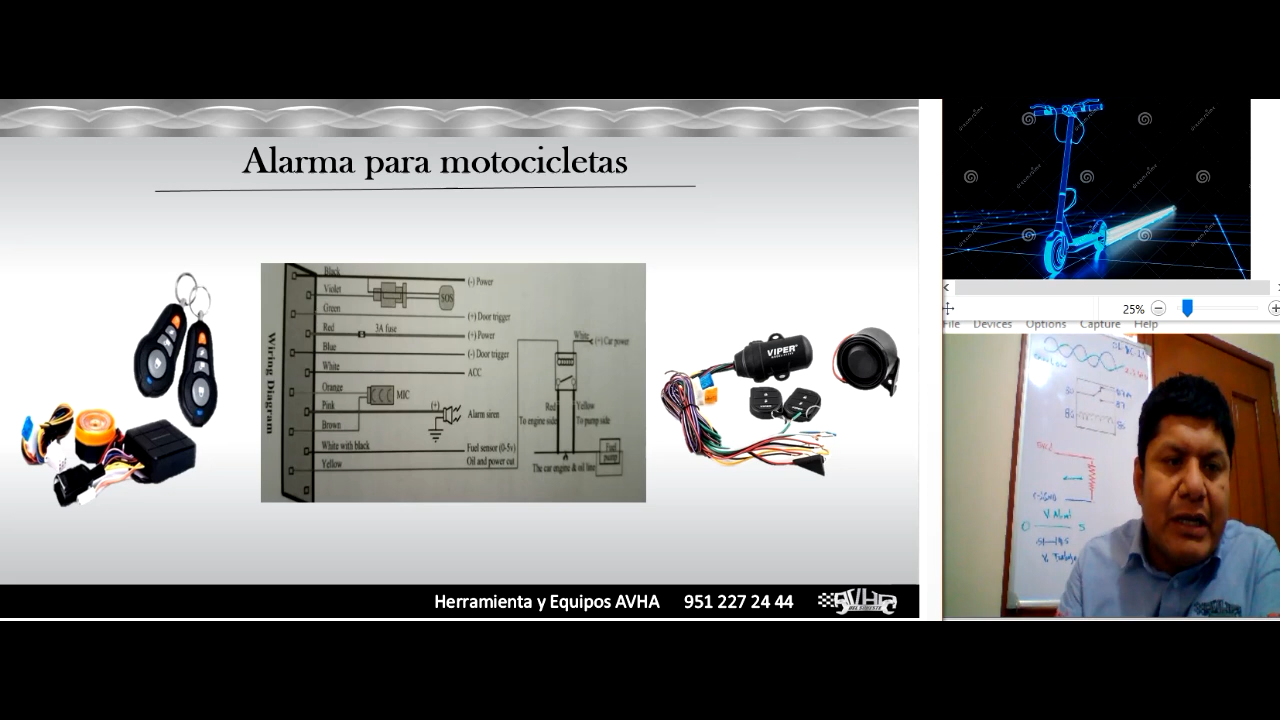 Alarma para motocicletas
Wiring Diagram
Black
(-) Power
Violet
SOS
Green
(+) Door trigger
Red
3A fuse
(+) Power
White
(+) Car power
Blue
(-) Door trigger
White
ACC
Orange
MIC
Pink
(+)
Alarm siren
Red
Yellow
To engine side
To pump side
Brown
White with black
Fuel sensor (0-5v)
Yellow
Oil and power cut
Fuel
pump
The car engine & oil line
VIPER
Herramienta y Equipos AVHA 951 227 24 44
AVHA
DEL SURESTE
25%
File Devices Options Capture Help